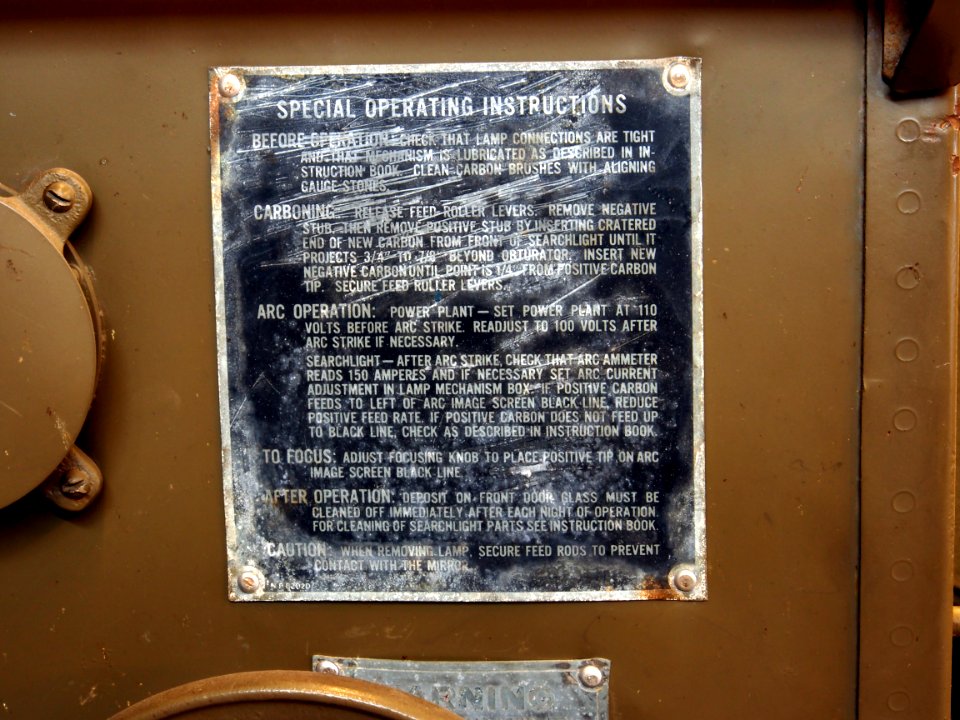 SPECIAL OPERATING INSTRUCTIONS
BEFORE OPERATION: CHECK THAT LAMP CONNECTIONS ARE TIGHT
AND THAT MECHANISM IS LUBRICATED AS DESCRIBED IN IN-
STRUCTION BOOK. CLEAN CARBON BRUSHES WITH ALIGNING
GAUGE STONES.
CARBONING: RELEASE FEED ROLLER LEVERS. REMOVE NEGATIVE
STUB, THEN REMOVE POSITIVE STUB BY INSERTING CRATERED
END OF NEW CARBON FROM FRONT OF SEARCHLIGHT UNTIL IT
PROJECTS 3/4" TO 7/8" BEYOND OBTURATOR. INSERT NEW
NEGATIVE CARBON UNTIL POINT IS 1/4" FROM POSITIVE CARBON
TIP. SECURE FEED ROLLER LEVERS.
ARC OPERATION: POWER PLANT — SET POWER PLANT AT 110
VOLTS BEFORE ARC STRIKE. READJUST TO 100 VOLTS AFTER
ARC STRIKE IF NECESSARY.
SEARCHLIGHT — AFTER ARC STRIKE, CHECK THAT ARC AMMETER
READS 150 AMPERES AND IF NECESSARY SET ARC CURRENT
ADJUSTMENT IN LAMP MECHANISM BOX. IF POSITIVE CARBON
FEEDS TO LEFT OF ARC IMAGE SCREEN BLACK LINE, REDUCE
POSITIVE FEED RATE. IF POSITIVE CARBON DOES NOT FEED UP
TO BLACK LINE, CHECK AS DESCRIBED IN INSTRUCTION BOOK.
TO FOCUS: ADJUST FOCUSING KNOB TO PLACE POSITIVE TIP ON ARC
IMAGE SCREEN BLACK LINE.
AFTER OPERATION: DEPOSIT ON FRONT DOOR GLASS MUST BE
CLEANED OFF IMMEDIATELY AFTER EACH NIGHT OF OPERATION.
FOR CLEANING OF SEARCHLIGHT PARTS SEE INSTRUCTION BOOK.
CAUTION: WHEN REMOVING LAMP, SECURE FEED RODS TO PREVENT
CONTACT WITH THE MIRROR.